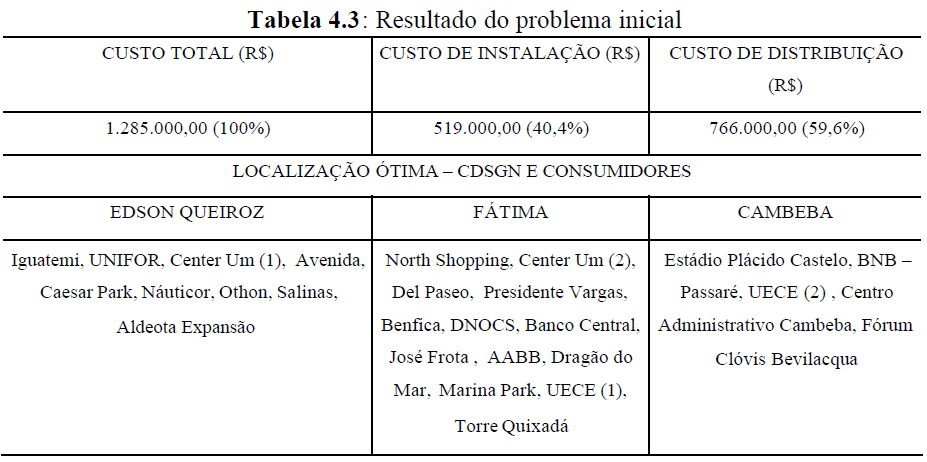 Tabela 4.3: Resultado do problema inicial
CUSTO TOTAL (R$)
CUSTO DE INSTALAÇÃO (R$)
CUSTO DE DISTRIBUIÇÃO
(R$)
1.285.000,00 (100%)
519.000,00 (40,4%)
766.000,00 (59,6%)
LOCALIZAÇÃO ÓTIMA – CDSGN E CONSUMIDORES
EDSON QUEIROZ
FÁTIMA
CAMBEBA
Iguatemi, UNIFOR, Center Um (1), Avenida,
Caesar Park, Náuticor, Othon, Salinas,
Aldeota Expansão
North Shopping, Center Um (2),
Del Paseo, Presidente Vargas,
Benfica, DNOCS, Banco Central,
José Frota , AABB, Dragão do
Mar, Marina Park, UECE (1),
Torre Quixadá
Estádio Plácido Castelo, BNB –
Passaré, UECE (2) , Centro
Administrativo Cambeba, Fórum
Clóvis Bevilacqua